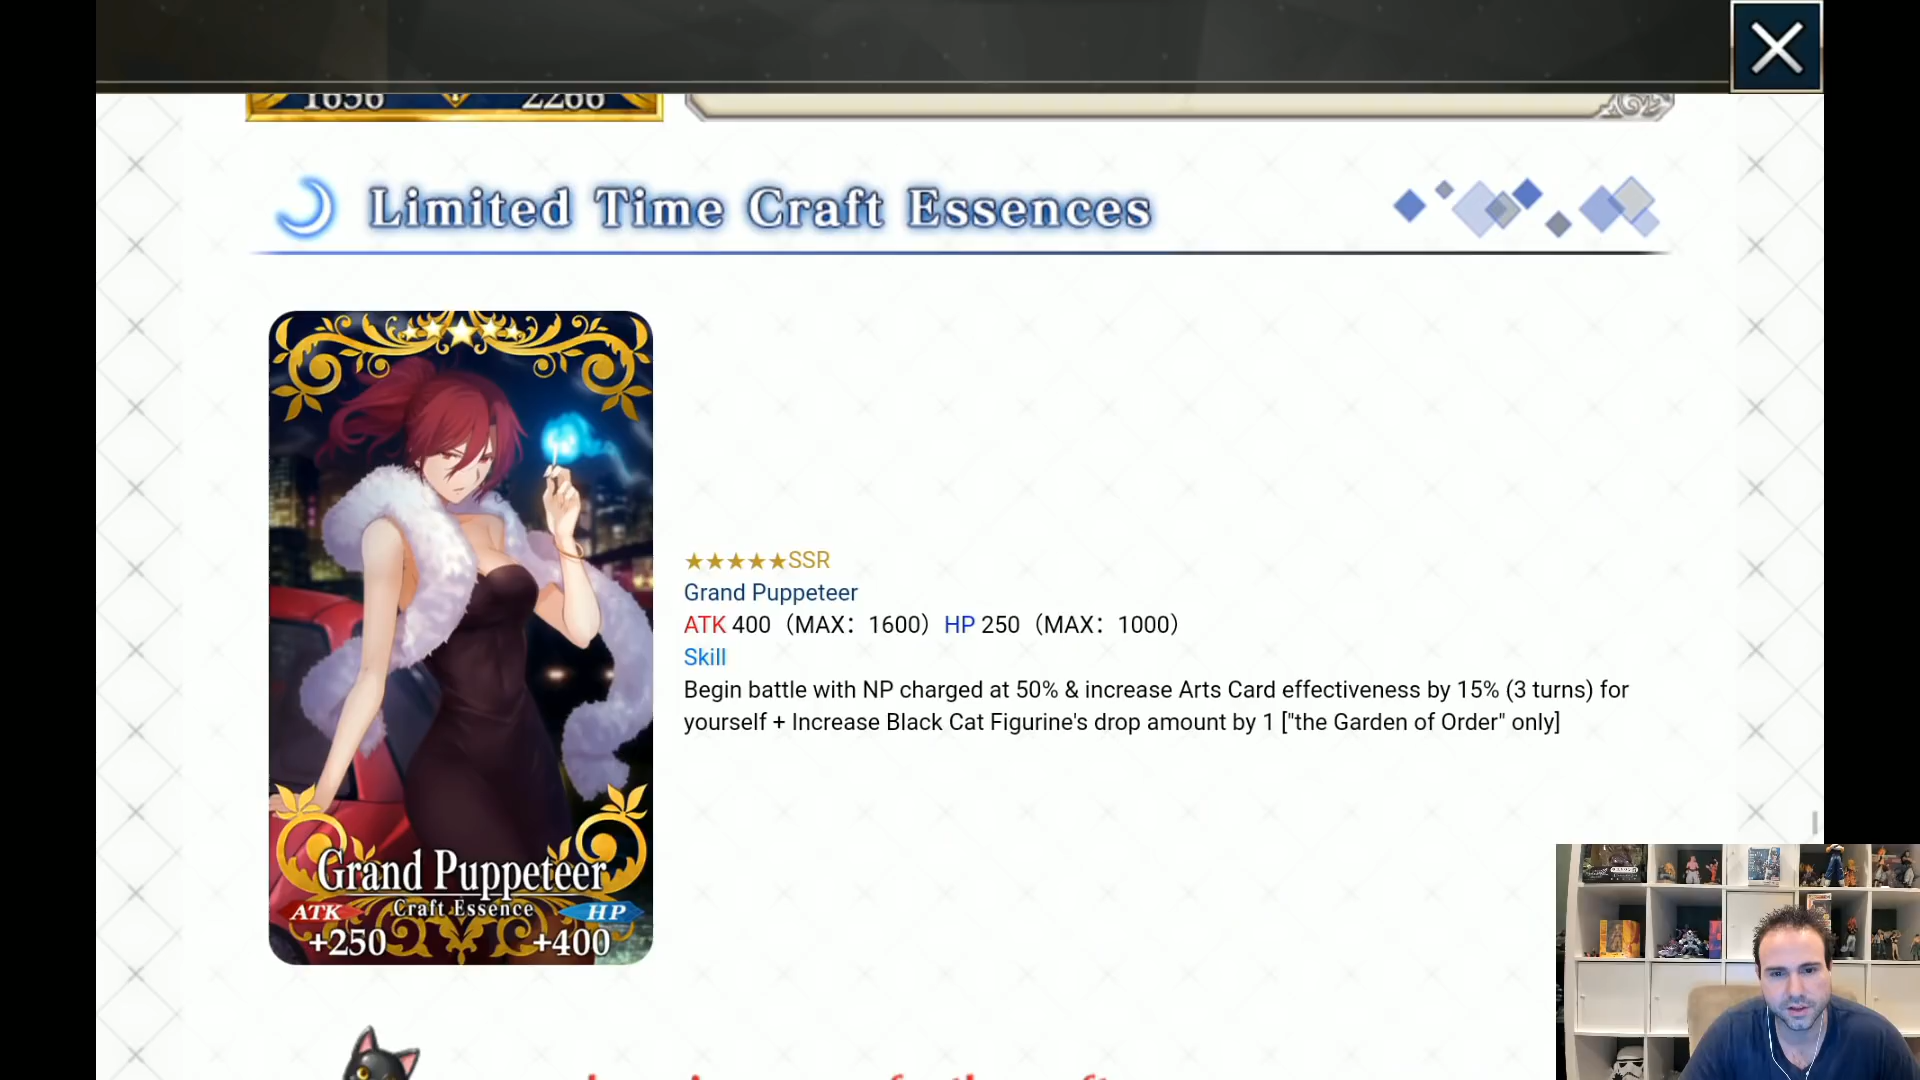 1656 2266
Limited Time Craft Essences
★★★★★SSR
Grand Puppeteer
ATK 400（MAX：1600）HP 250（MAX：1000）
Skill
Begin battle with NP charged at 50% & increase Arts Card effectiveness by 15% (3 turns) for
yourself + Increase Black Cat Figurine's drop amount by 1 ["the Garden of Order" only]
Grand Puppeteer
Craft Essence
ATK HP
+250 +400